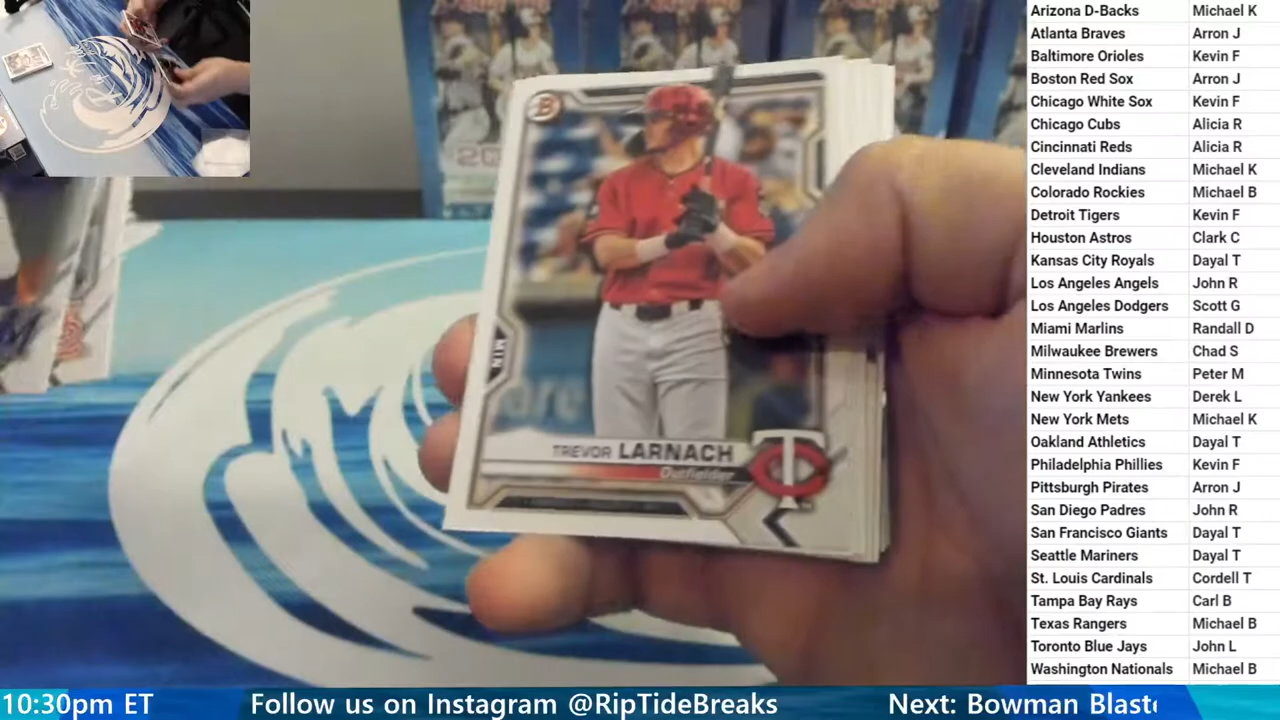 Arizona D-Backs Michael K
Atlanta Braves Arron J
Baltimore Orioles Kevin F
Boston Red Sox Arron J
Chicago White Sox Kevin F
Chicago Cubs Alicia R
Cincinnati Reds Alicia R
Cleveland Indians Michael K
Colorado Rockies Michael B
Detroit Tigers Kevin F
Houston Astros Clark C
Kansas City Royals Dayal T
Los Angeles Angels John R
Los Angeles Dodgers Scott G
Miami Marlins Randall D
Milwaukee Brewers Chad S
Minnesota Twins Peter M
New York Yankees Derek L
New York Mets Michael K
Oakland Athletics Dayal T
Philadelphia Phillies Kevin F
Pittsburgh Pirates Arron J
San Diego Padres John R
San Francisco Giants Dayal T
Seattle Mariners Dayal T
St. Louis Cardinals Cordell T
Tampa Bay Rays Carl B
Texas Rangers Michael B
Toronto Blue Jays John L
Washington Nationals Michael B
B
MIN
TREVOR LARNACH
Outfielder
TC
10:30pm ET Follow us on Instagram @RipTideBreaks Next: Bowman Blast